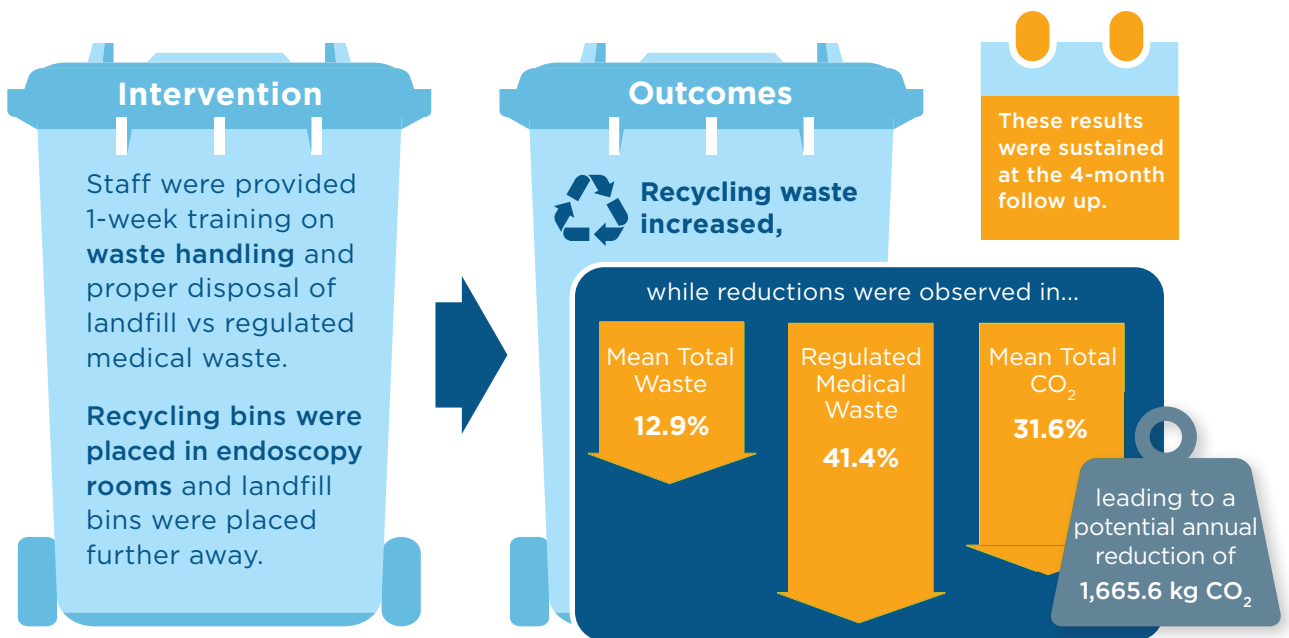 Intervention
Staff were provided
1-week training on
waste handling and
proper disposal of
landfill vs regulated
medical waste.
Recycling bins were
placed in endoscopy
rooms and landfill
bins were placed
further away.
Outcomes
Recycling waste
increased,
while reductions were observed in...
Mean Total
Waste
12.9%
Regulated
Medical
Waste
41.4%
Mean Total
CO₂
31.6%
leading to a
potential annual
reduction of
1,665.6 kg CO₂
These results
were sustained
at the 4-month
follow up.